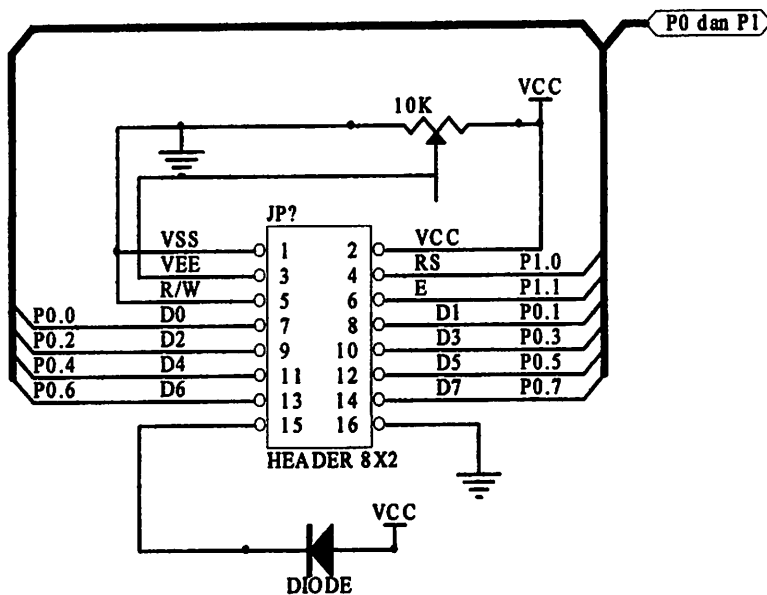 P0 dan P1
VCC
10K
JP?
VSS 1 2 VCC
VEE 3 4 RS P1.0
R/W 5 6 E P1.1
P0.0 D0 7 8 D1 P0.1
P0.2 D2 9 10 D3 P0.3
P0.4 D4 11 12 D5 P0.5
P0.6 D6 13 14 D7 P0.7
15 16
HEADER 8X2
VCC
DIODE